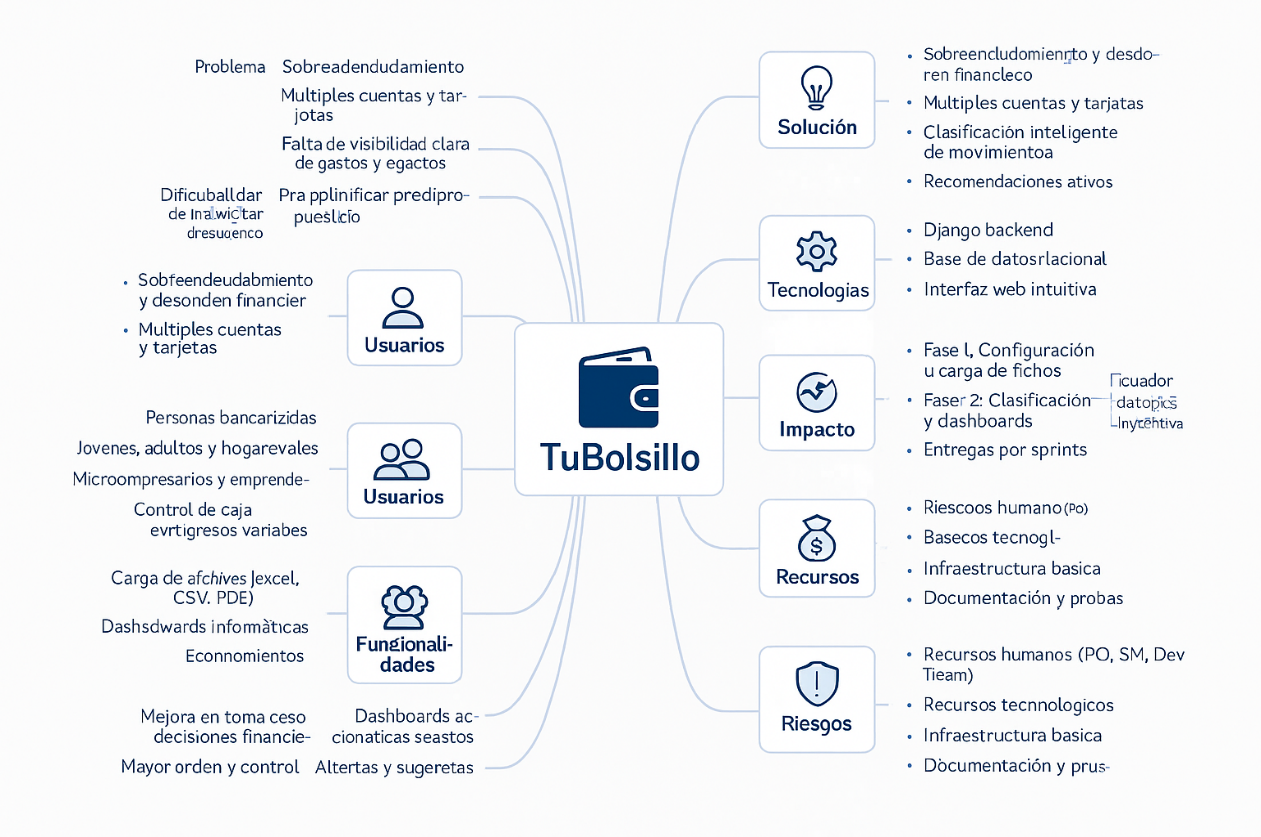 Problema Sobreadendudamiento
Multiples cuentas y tar-
jotas
Falta de visibilidad clara
de gastos y egactos
Dificuballdar
de
Pra pplinificar predipro-
Sobfeendeudabmiento
y desonden financier
Multiples cuentas
y tarjetas
Usuarios
Personas bancarizidas
Jovenes, adultos y hogarevales
Microompresarios y emprende-
Control de caja
evrtigresos variabes
Usuarios
Carga de afchives Jexcel,
CSV. PDE)
Dashsdwards informàticas
Econnomientos
Fungionali-
dades
Mejora en toma ceso
decisiones financie-
Mayor orden y control
Dashboards ac-
cionaticas seastos
Altertas y sugeretas
TuBolsillo
Solución
ren financleco
Multiples cuentas y tarjatas
Clasificación inteligente
de movimientoa
Recomendaciones ativos
Tecnologias
Django backend
Base de datosrlacional
Interfaz web intuitiva
Impacto
Fase l, Configuración
u carga de fichos
Faser 2: Clasificación
y dashboards
Entregas por sprints
Recursos
Riescoos humano (Po)
Basecos tecnogl-
Infraestructura basica
Documentación y probas
Riesgos
Recursos humanos (PO, SM, Dev
Tieam)
Recursos tecnnologicos
Infraestructura basica
Dòcumentación y prus-